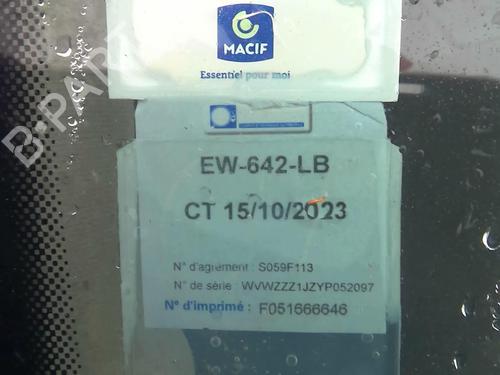 MACIF
Essentiel pour moi
EW-642-LB
CT 15/10/2023
N° d'agrément : S059F113
N° de série : WVWZZZ1JZYP052097
N° d'imprimé : F051666646
B-PARTS